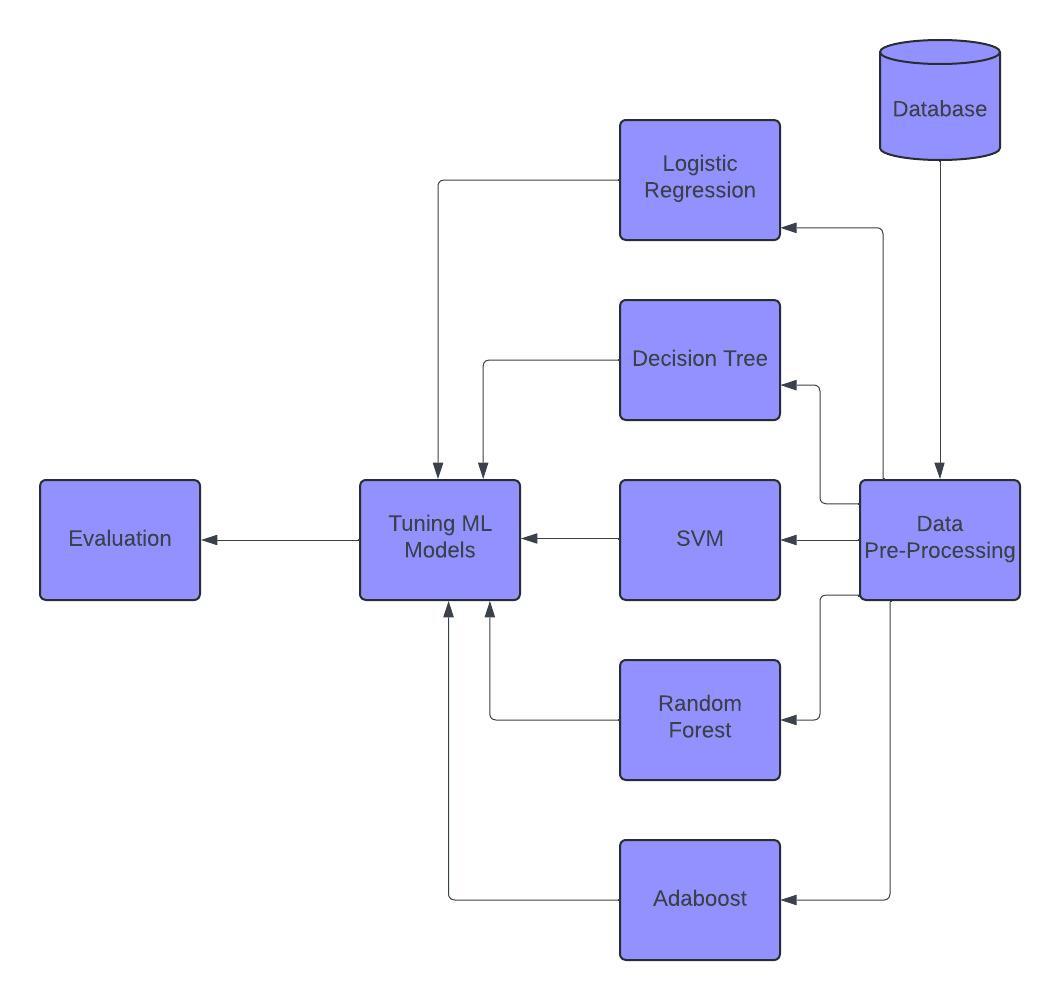 Database
Logistic
Regression
Decision Tree
Evaluation
Tuning ML
Models
SVM
Data
Pre-Processing
Random
Forest
Adaboost